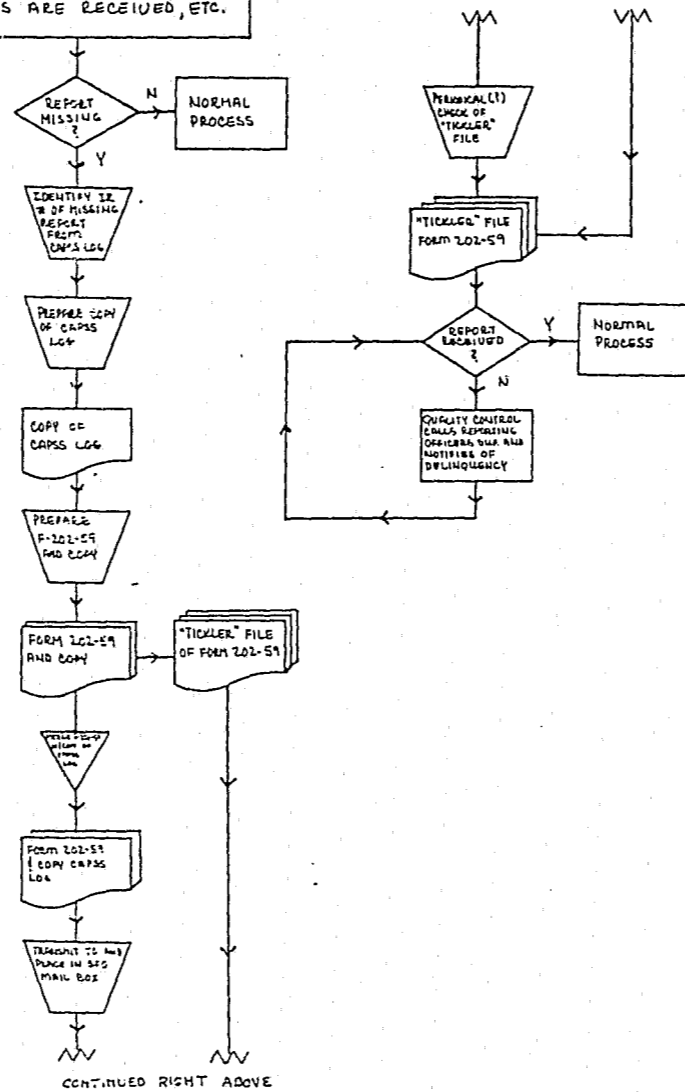 S ARE RECEIVED, ETC.
REPORT
MISSING
?
N
NORMAL
PROCESS
Y
IDENTIFY IR
# OF MISSING
REPORT
FROM
CAPSS LOG
PREPARE COPY
OF CAPSS
LOG
COPY OF
CAPSS LOG
PREPARE
F-202-59
AND COPY
FORM 202-59
AND COPY
"TICKLER" FILE
OF FORM 202-59
W/COPY OF
CAPSS
LOG
FORM 202-59
& COPY CAPSS
LOG
TRANSMIT TO AND
PLACE IN
MAIL BOX
CONTINUED RIGHT ABOVE
PERIODICAL(?)
CHECK OF
"TICKLER"
FILE
"TICKLER" FILE
FORM 202-59
REPORT
RECEIVED
?
Y
NORMAL
PROCESS
N
QUALITY CONTROL
CALLS REPORTING
OFFICERS AND
NOTIFIES OF
DELINQUENCY